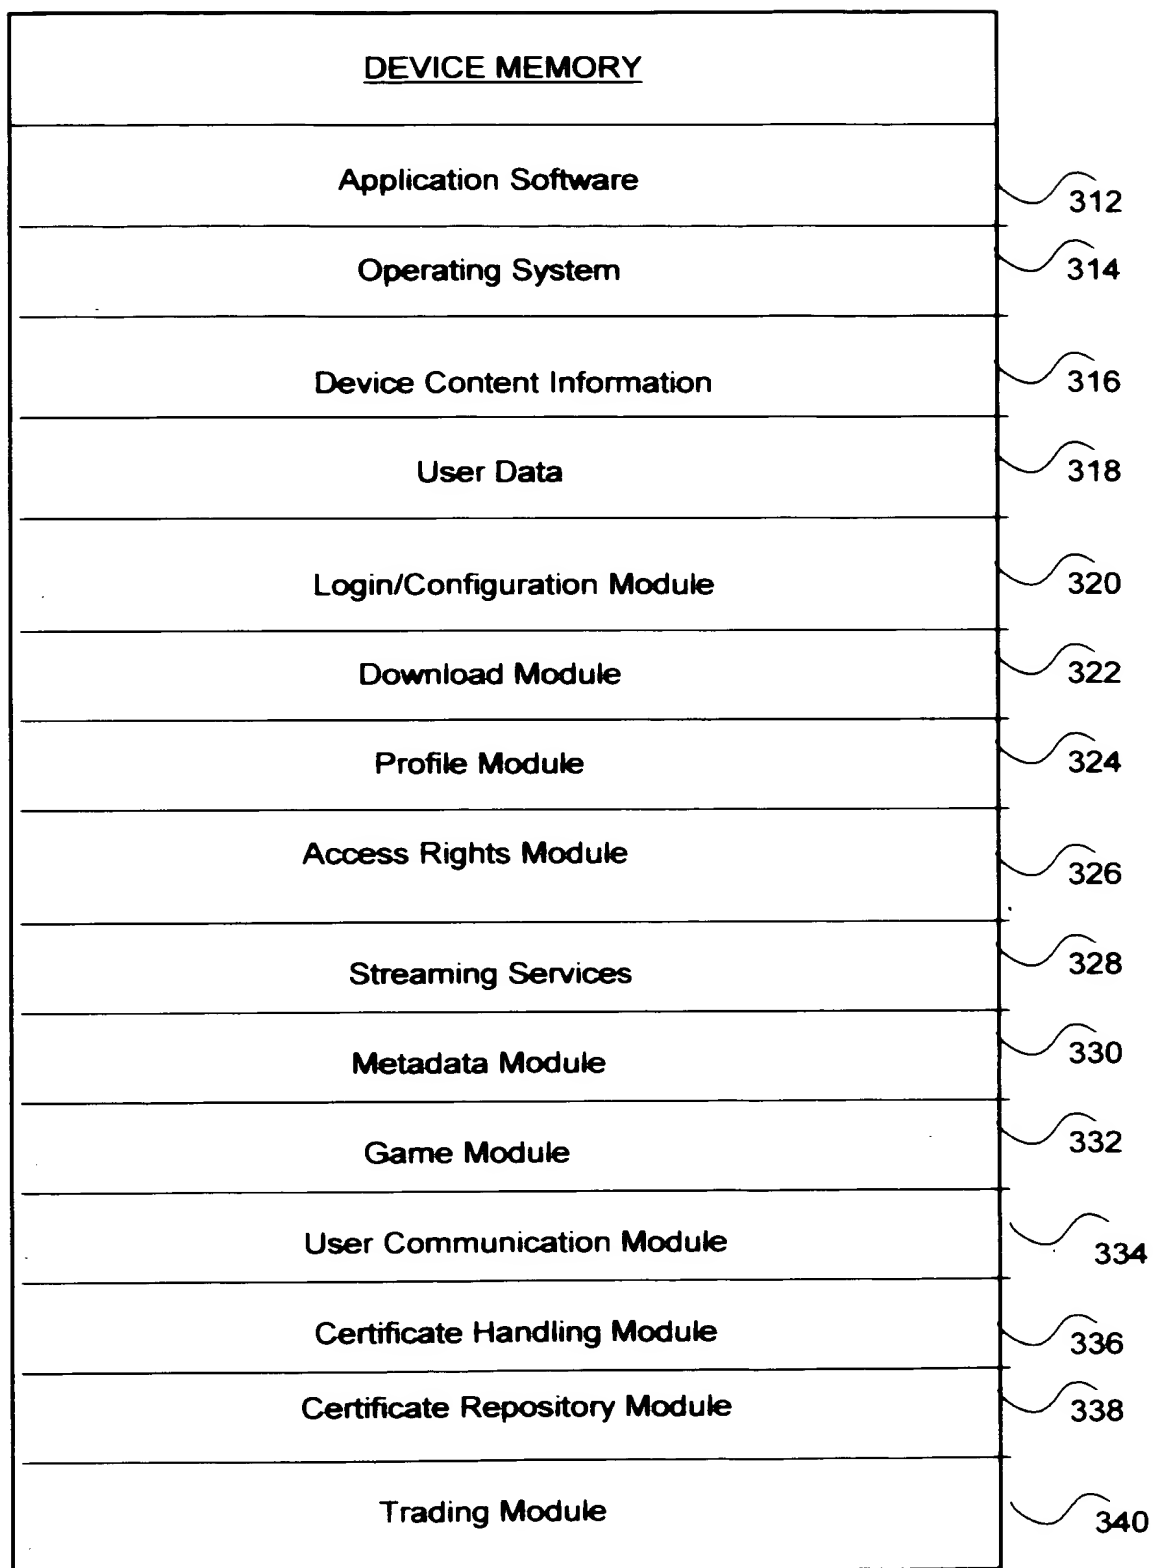 DEVICE MEMORY
Application Software
312
Operating System
314
Device Content Information
316
User Data
318
Login/Configuration Module
320
Download Module
322
Profile Module
324
Access Rights Module
326
Streaming Services
328
Metadata Module
330
Game Module
332
User Communication Module
334
Certificate Handling Module
336
Certificate Repository Module
338
Trading Module
340